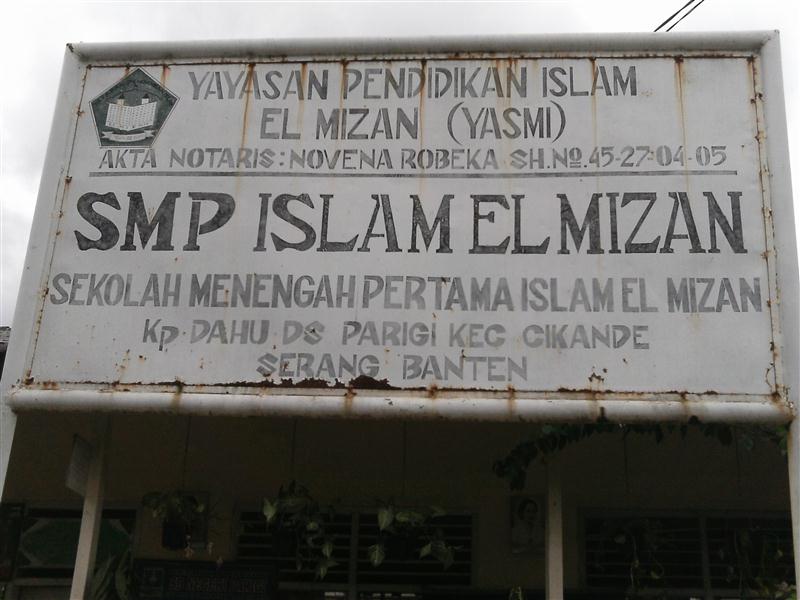 YAYASAN PENDIDIKAN ISLAM
EL MIZAN (YASMI)
AKTA NOTARIS: NOVENA ROBEKA SH.No. 45-27-04-05
SMP ISLAM EL MIZAN
SEKOLAH MENENGAH PERTAMA ISLAM EL MIZAN
Kp. DAHU DS PARIGI KEC CIKANDE
SERANG BANTEN